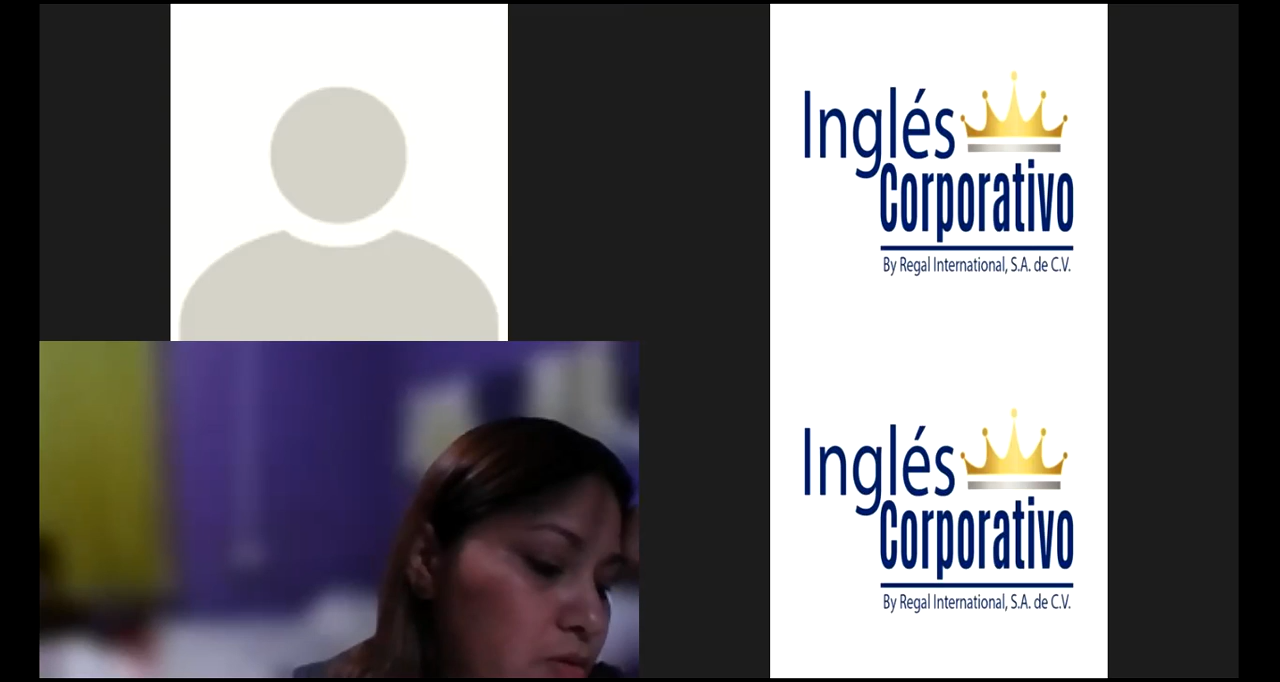 Inglés
Corporativo
By Regal International, S.A. de C.V.
Inglés
Corporativo
By Regal International, S.A. de C.V.